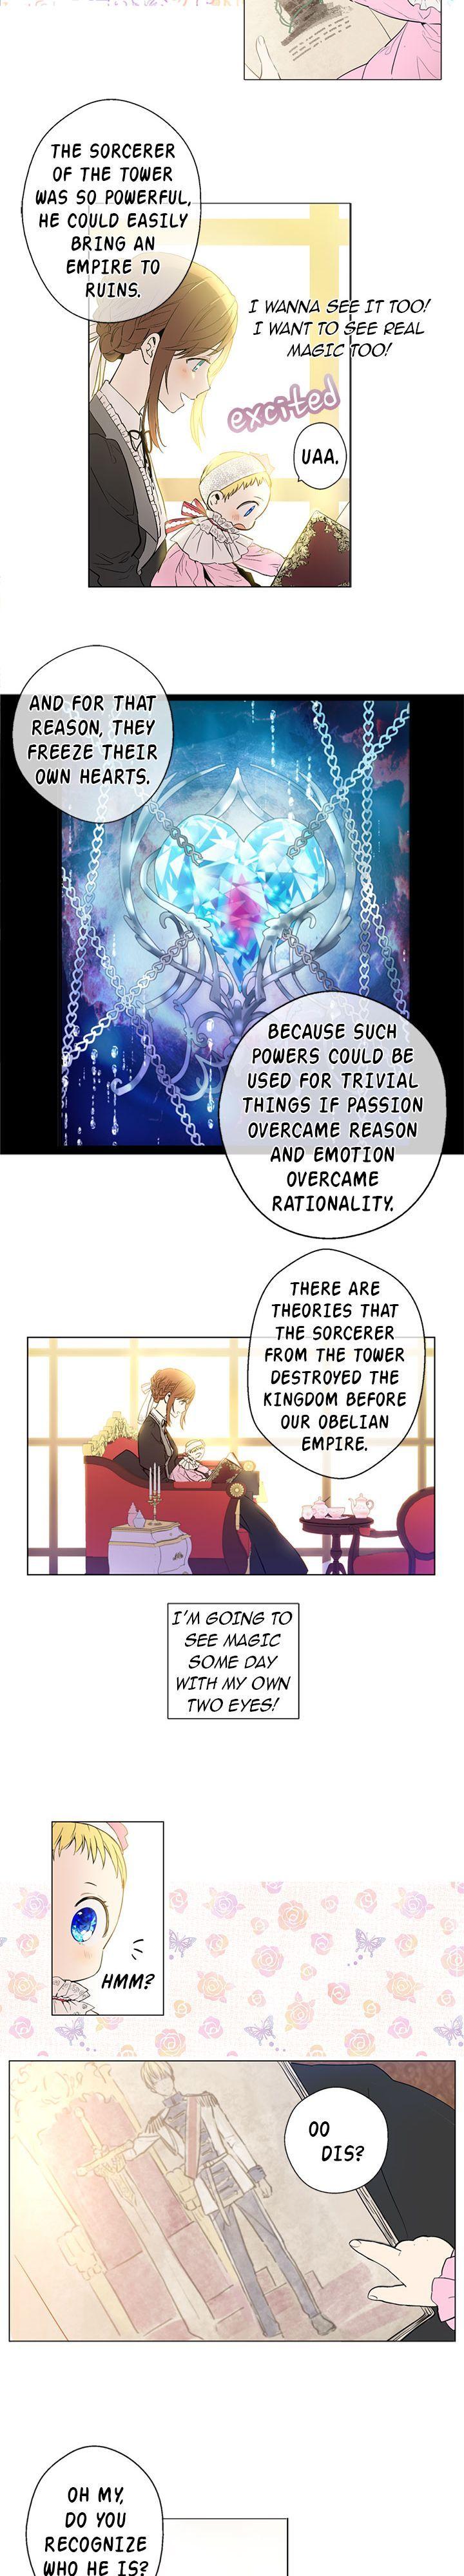 THE SORCERER
OF THE TOWER
WAS SO POWERFUL,
HE COULD EASILY
BRING AN
EMPIRE TO
RUINS.
I WANNA SEE IT TOO!
I WANT TO SEE REAL
MAGIC TOO!
excited
UAA.
AND FOR THAT
REASON, THEY
FREEZE THEIR
OWN HEARTS.
BECAUSE SUCH
POWERS COULD BE
USED FOR TRIVIAL
THINGS IF PASSION
OVERCAME REASON
AND EMOTION
OVERCAME
RATIONALITY.
THERE ARE
THEORIES THAT
THE SORCERER
FROM THE TOWER
DESTROYED THE
KINGDOM BEFORE
OUR OBELIAN
EMPIRE.
I'M GOING TO
SEE MAGIC
SOME DAY
WITH MY OWN
TWO EYES!
HMM?
OO
DIS?
OH MY,
DO YOU
RECOGNIZE
WHO HE IS?